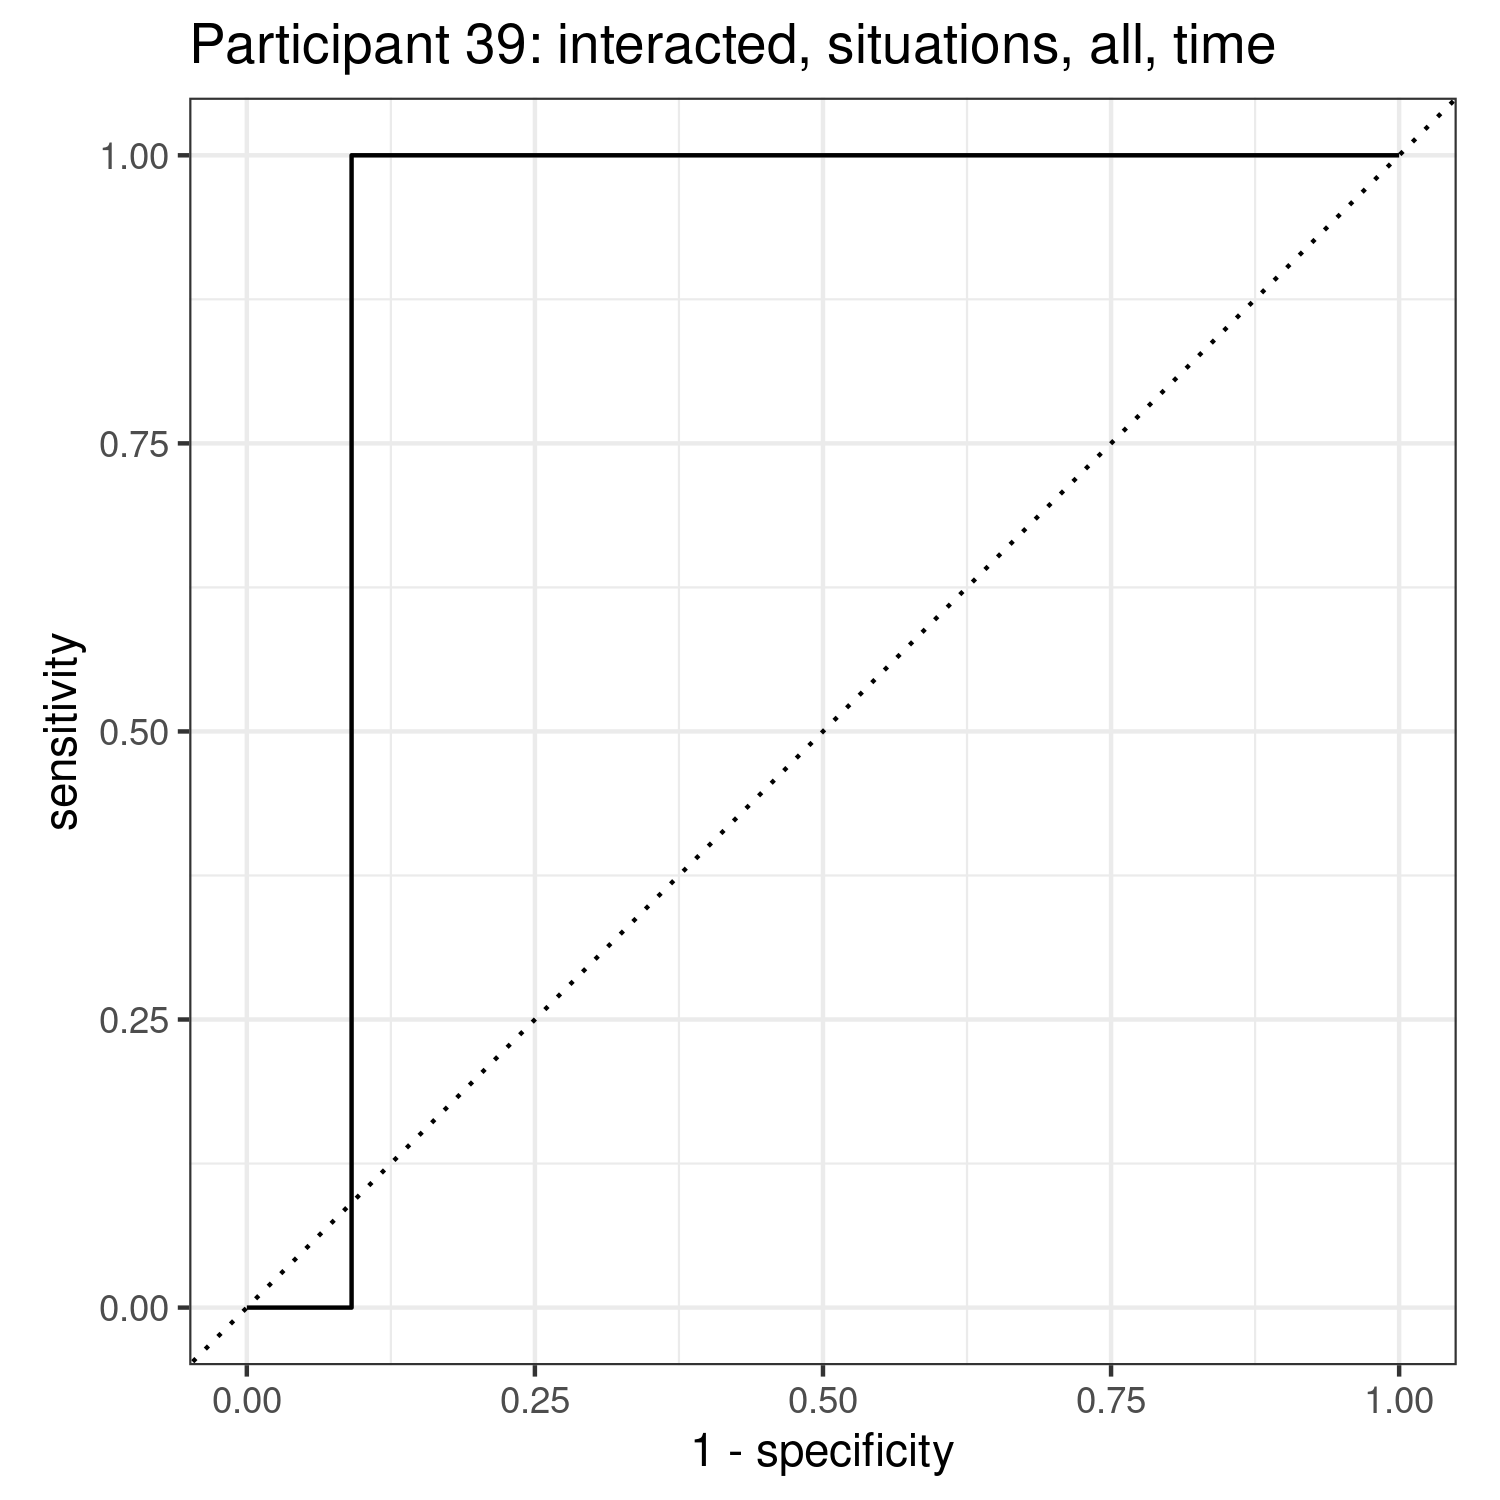 Participant 39: interacted, situations, all, time
1.00
0.75
0.50
0.25
0.00
sensitivity
0.00 0.25 0.50 0.75 1.00
1 - specificity